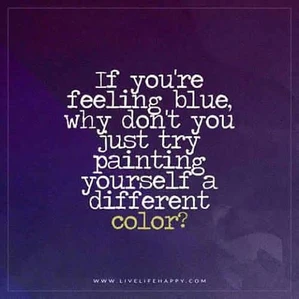 If you're
feeling blue,
why don't you
just try
painting
yourself a
different
color?
WWW.LIVELIFEHAPPY.COM